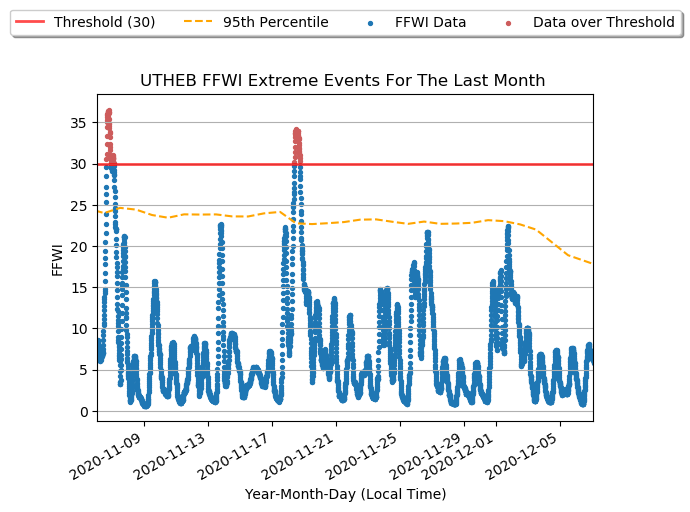 Threshold (30) 95th Percentile FFWI Data Data over Threshold
UTHEB FFWI Extreme Events For The Last Month
FFWI
35
30
25
20
15
10
5
0
2020-11-09 2020-11-13 2020-11-17 2020-11-21 2020-11-25 2020-11-29 2020-12-01 2020-12-05
Year-Month-Day (Local Time)